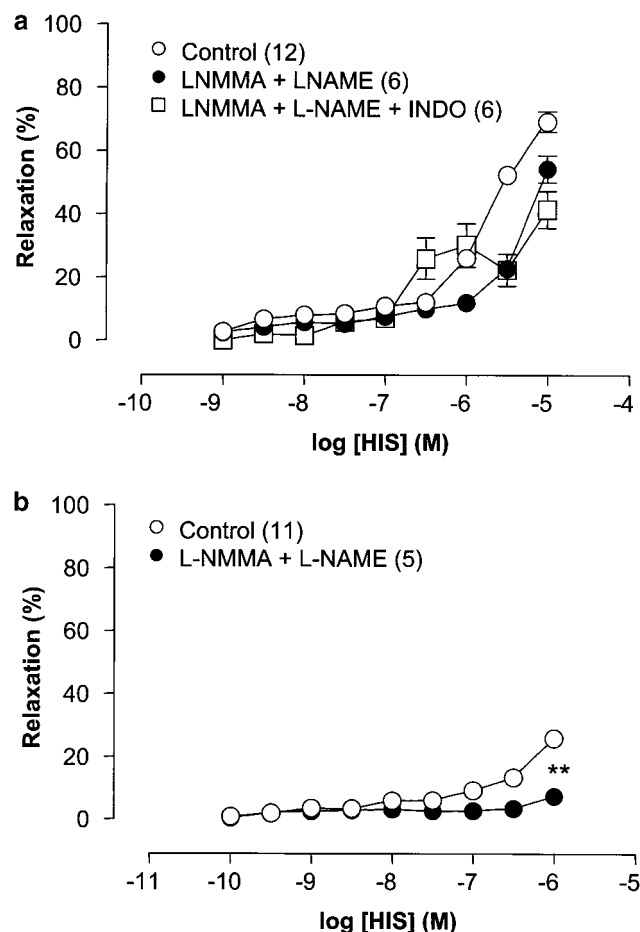 a
100
80
60
40
20
0
Relaxation (%)
Control (12)
LNMMA + LNAME (6)
LNMMA + L-NAME + INDO (6)
-10 -9 -8 -7 -6 -5 -4
log [HIS] (M)
b
100
80
60
40
20
0
Relaxation (%)
Control (11)
L-NMMA + L-NAME (5)
**
-11 -10 -9 -8 -7 -6 -5
log [HIS] (M)